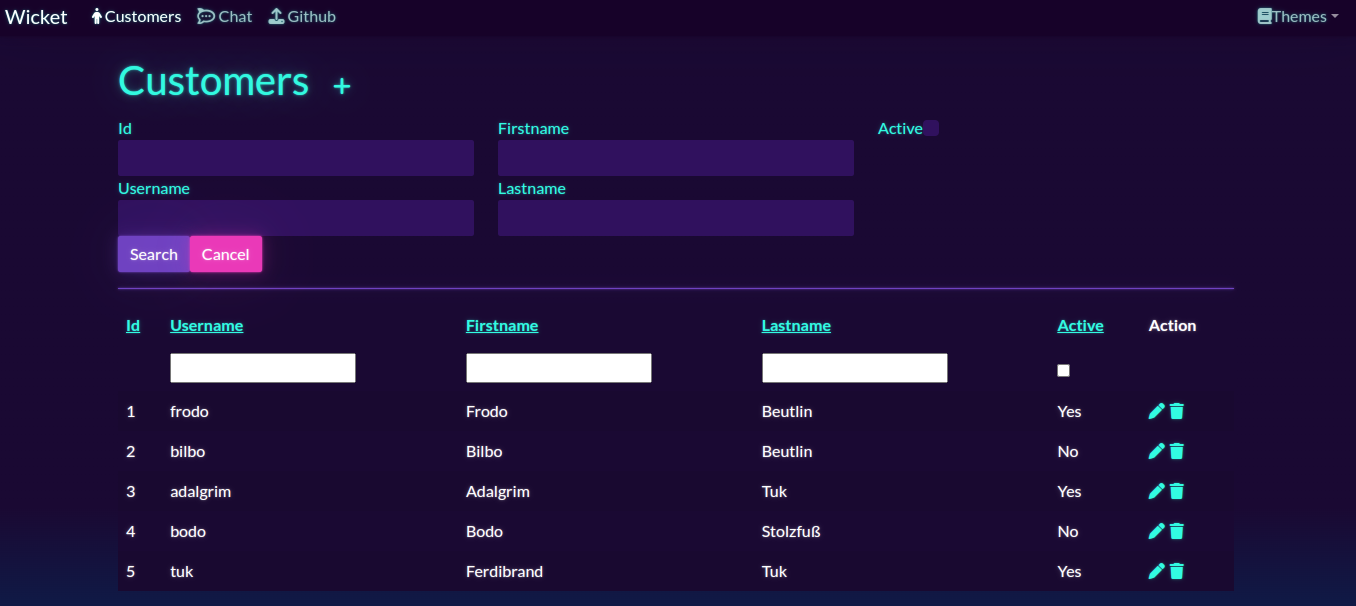 Wicket Customers Chat Github Themes
Customers +
Id Firstname Active
Username Lastname
Search Cancel
Id Username Firstname Lastname Active Action
1 frodo Frodo Beutlin Yes
2 bilbo Bilbo Beutlin No
3 adalgrim Adalgrim Tuk Yes
4 bodo Bodo Stolzfuß No
5 tuk Ferdibrand Tuk Yes